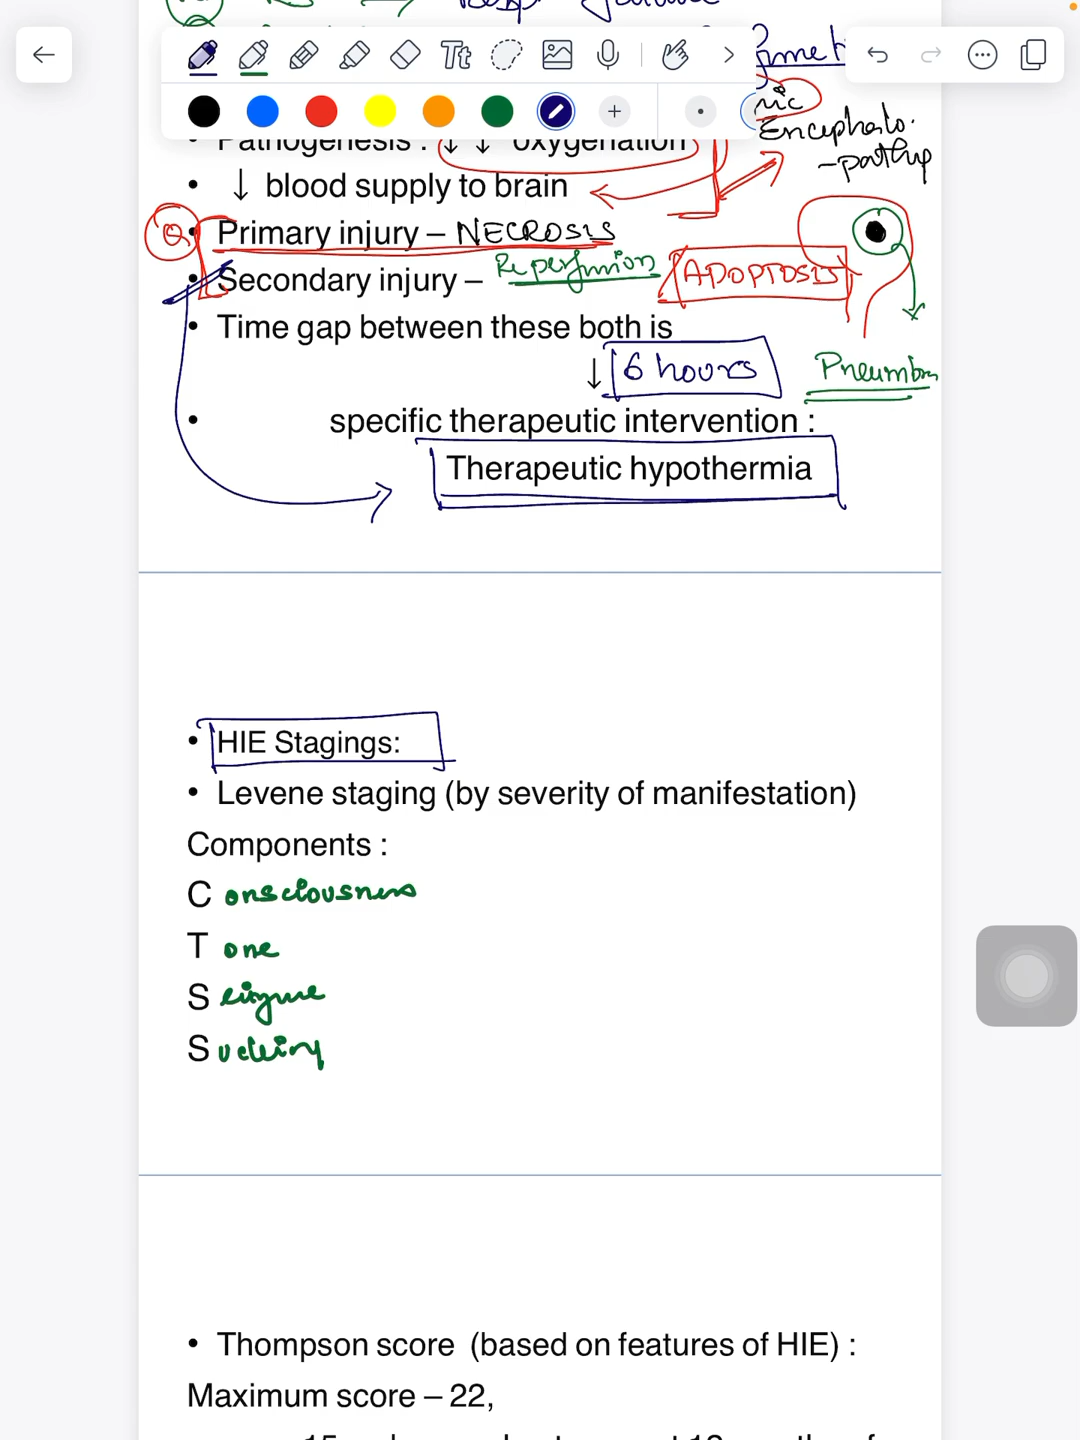 Tt
Encephalo.
-pathy
• Pathogenesis : ↓ ↓ oxygenation
• ↓ blood supply to brain
Q
• Primary injury – NECROSIS
• Secondary injury – Reperfusion APOPTOSIS
• Time gap between these both is
↓ 6 hours
• specific therapeutic intervention :
Therapeutic hypothermia
• HIE Stagings:
• Levene staging (by severity of manifestation)
Components :
C onsciousness
T one
S eizure
S ucking
• Thompson score (based on features of HIE) :
Maximum score – 22,